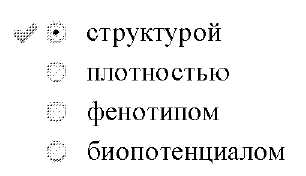 структурой
плотностью
фенотипом
биопотенциалом